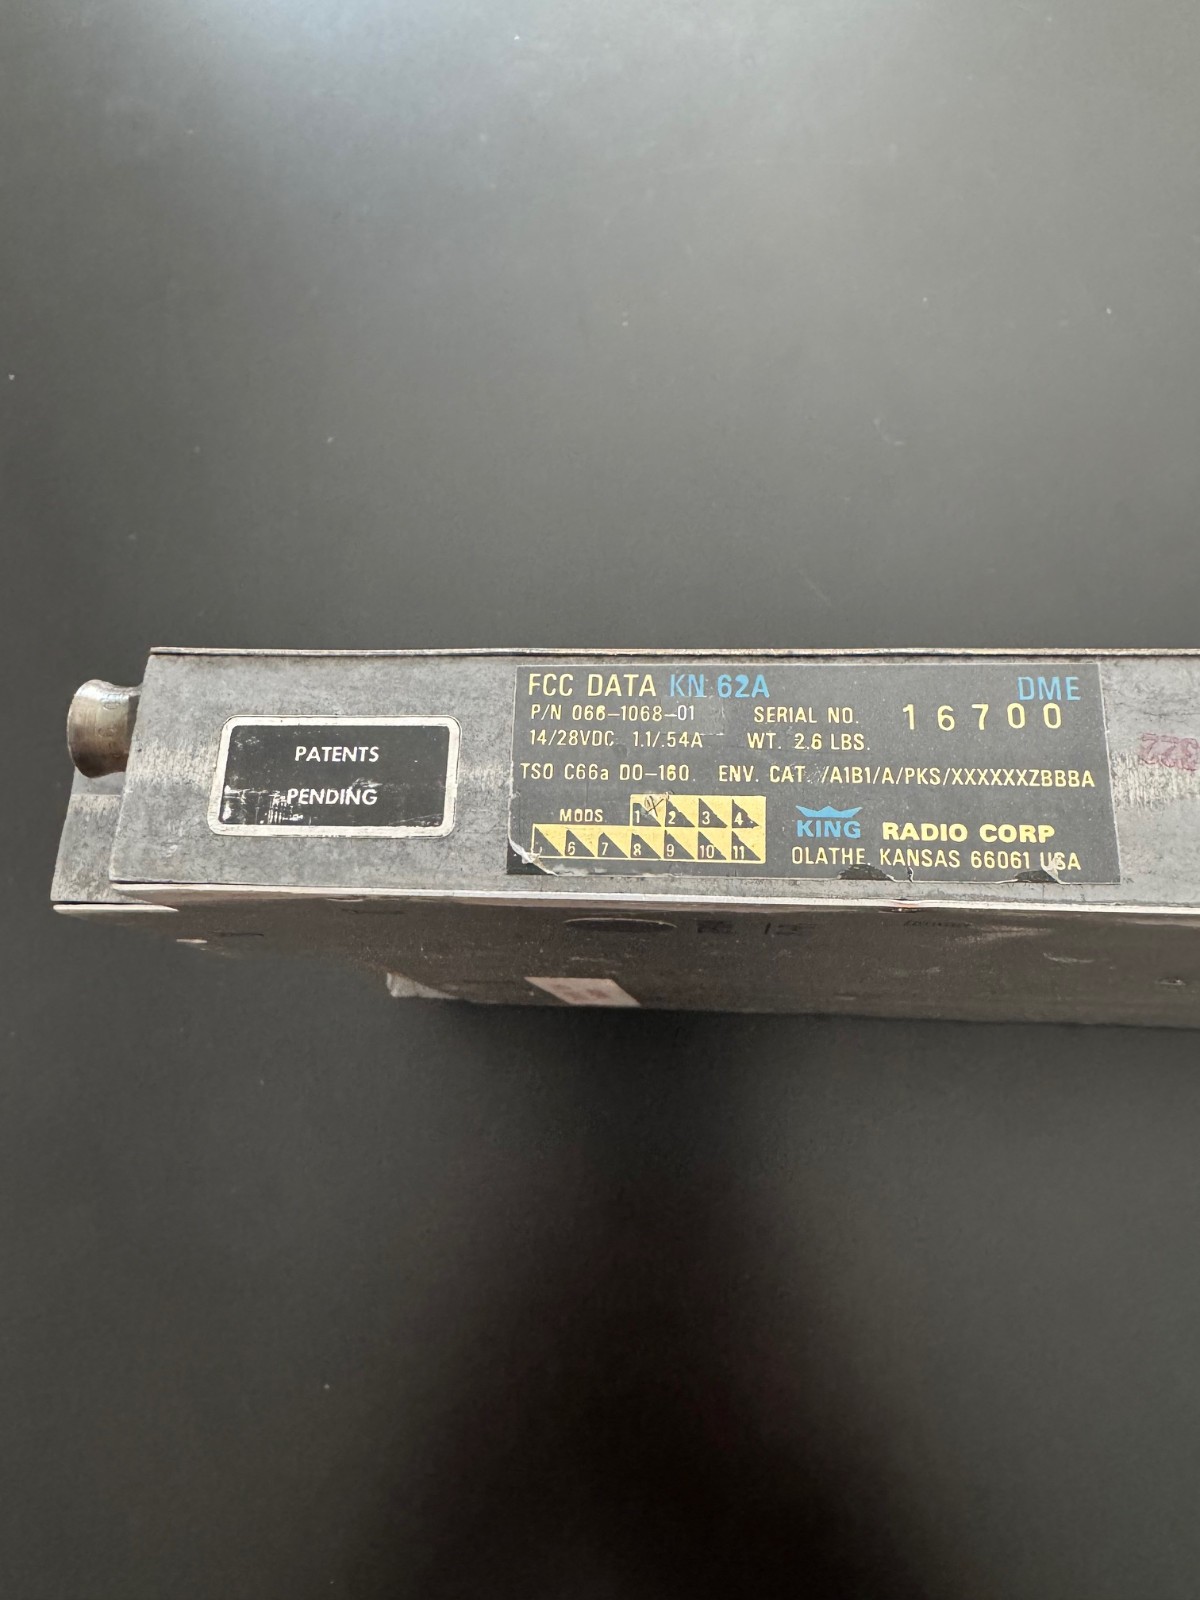 PATENTS
PENDING
FCC DATA KN 62A DME
P/N 066-1068-01 SERIAL NO. 16700
14/28VDC 1.1/.54A WT. 2.6 LBS.
TSO C66a DO-160 ENV. CAT. /A1B1/A/PKS/XXXXXXZBBBA
MODS 1 2 3 4
6 7 8 9 10 11
KING RADIO CORP
OLATHE, KANSAS 66061 USA